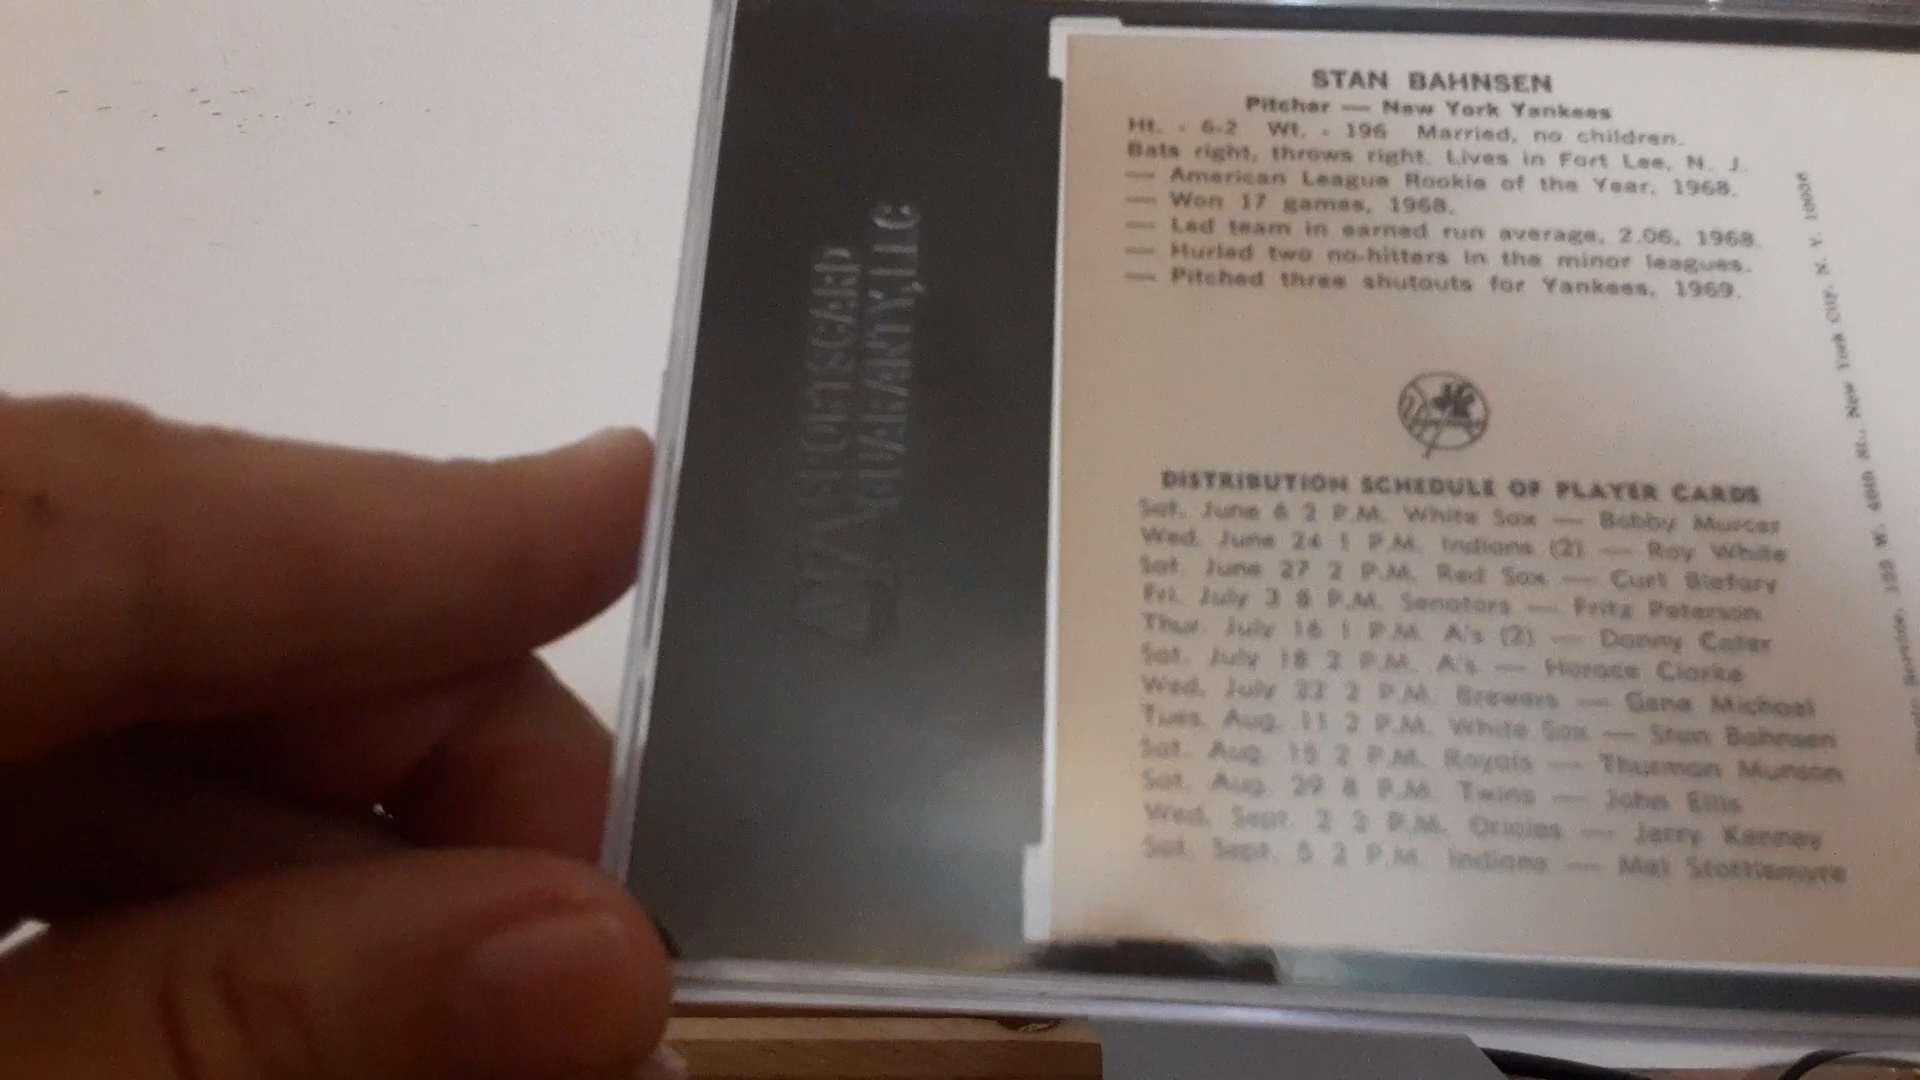 STAN BAHNSEN
Pitcher — New York Yankees
Ht. - 6-2 Wt. - 196 Married, no children.
Bats right, throws right. Lives in Fort Lee, N. J.
— American League Rookie of the Year, 1968.
— Won 17 games, 1968.
— Led team in earned run average, 2.06, 1968.
— Hurled two no-hitters in the minor leagues.
— Pitched three shutouts for Yankees, 1969.
DISTRIBUTION SCHEDULE OF PLAYER CARDS
Sat. June 6 2 P.M. White Sox — Bobby Murcer
Wed. June 24 1 P.M. Indians (2) — Roy White
Sat. June 27 2 P.M. Red Sox — Curt Blefary
Fri. July 3 8 P.M. Senators — Fritz Peterson
Thur. July 16 1 P.M. A's (2) — Danny Cater
Sat. July 18 2 P.M. A's — Horace Clarke
Wed. July 22 2 P.M. Brewers — Gene Michael
Tues. Aug. 11 2 P.M. White Sox — Stan Bahnsen
Sat. Aug. 15 2 P.M. Royals — Thurman Munson
Sat. Aug. 29 8 P.M. Twins — John Ellis
Wed. Sept. 2 2 P.M. Orioles — Jerry Kenney
Sat. Sept. 5 2 P.M. Indians — Mel Stottlemyre
Service, W. St., New York City, N. Y. 10036